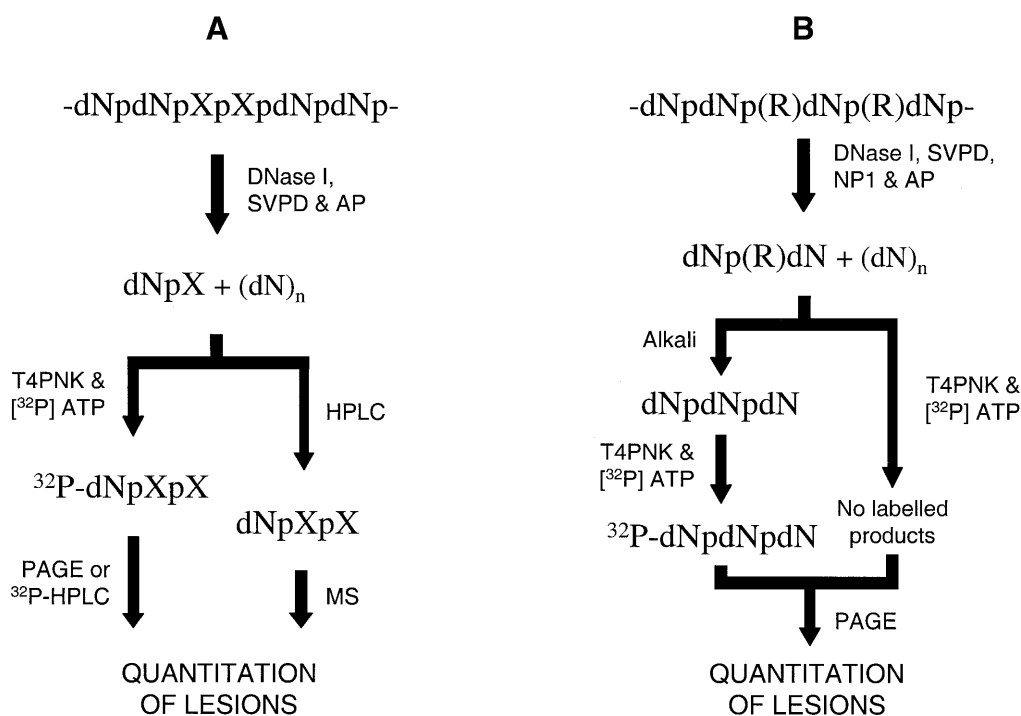 A
-dNpdNpXpXpdNpdNp-
DNase I,
SVPD & AP
dNpX + (dN)n
T4PNK &
[32P] ATP
HPLC
32P-dNpXpX
dNpXpX
PAGE or
32P-HPLC
MS
QUANTITATION
OF LESIONS
B
-dNpdNp(R)dNp(R)dNp-
DNase I, SVPD,
NP1 & AP
dNp(R)dN + (dN)n
Alkali
T4PNK &
[32P] ATP
dNpdNpdN
T4PNK &
[32P] ATP
32P-dNpdNpdN
No labelled
products
PAGE
QUANTITATION
OF LESIONS